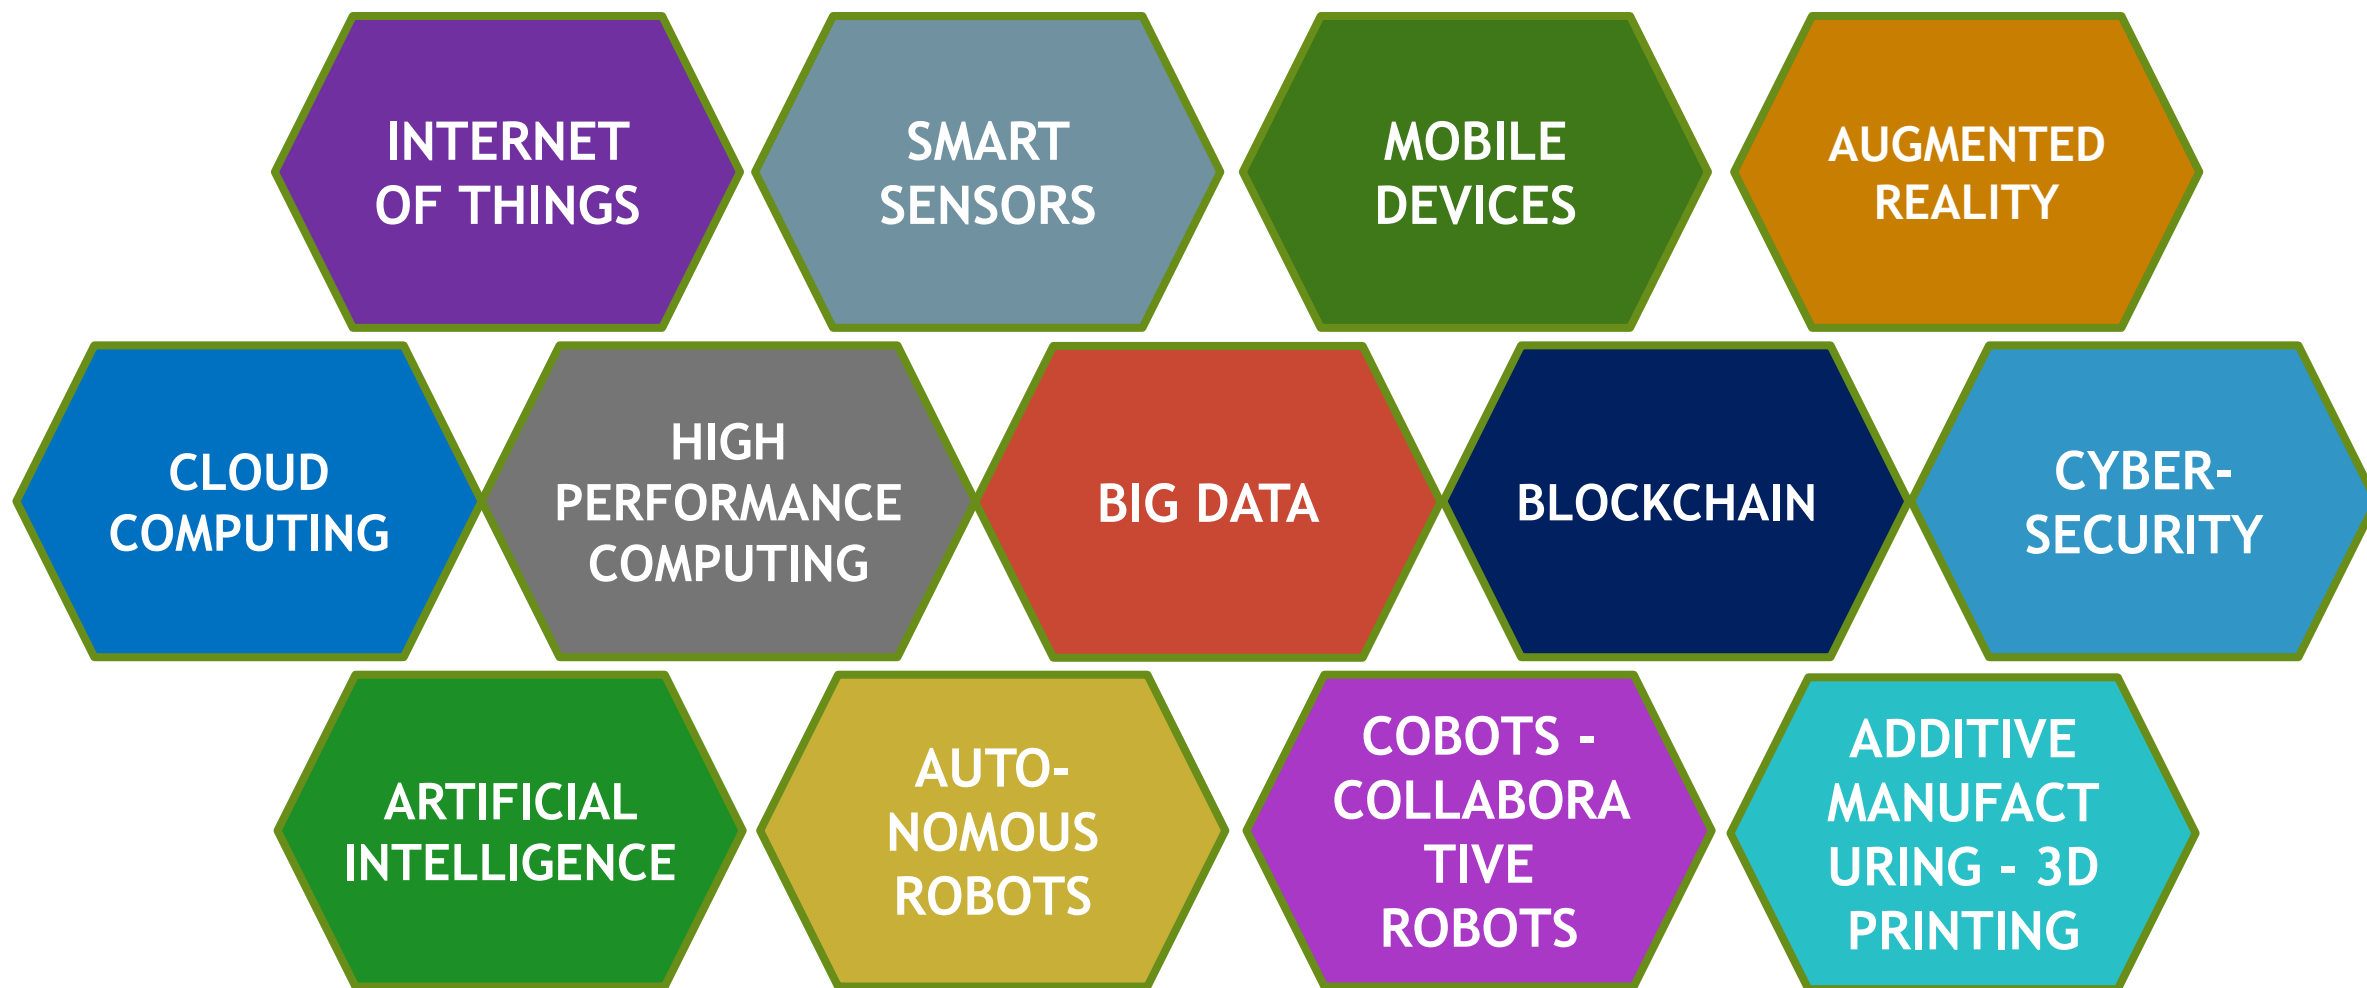 INTERNET
OF THINGS
SMART
SENSORS
MOBILE
DEVICES
AUGMENTED
REALITY
CLOUD
COMPUTING
HIGH
PERFORMANCE
COMPUTING
BIG DATA
BLOCKCHAIN
CYBER-
SECURITY
ARTIFICIAL
INTELLIGENCE
AUTO-
NOMOUS
ROBOTS
COBOTS -
COLLABORA
TIVE
ROBOTS
ADDITIVE
MANUFACT
URING - 3D
PRINTING